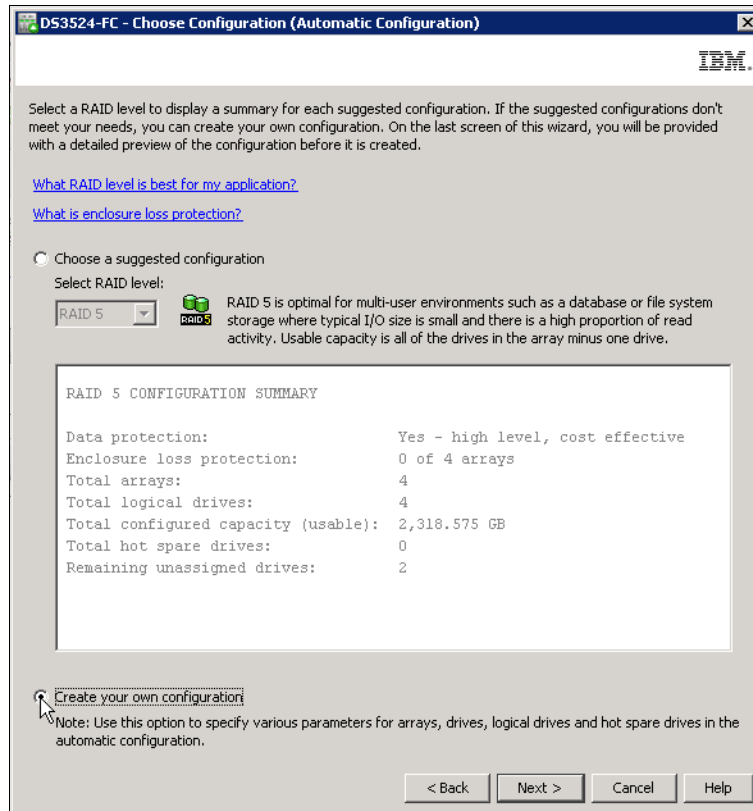 DS3524-FC - Choose Configuration (Automatic Configuration)
IBM.
Select a RAID level to display a summary for each suggested configuration. If the suggested configurations don't
meet your needs, you can create your own configuration. On the last screen of this wizard, you will be provided
with a detailed preview of the configuration before it is created.
What RAID level is best for my application?
What is enclosure loss protection?
Choose a suggested configuration
Select RAID level:
RAID 5
RAID 5
RAID 5 is optimal for multi-user environments such as a database or file system
storage where typical I/O size is small and there is a high proportion of read
activity. Usable capacity is all of the drives in the array minus one drive.
RAID 5 CONFIGURATION SUMMARY
Data protection: Yes - high level, cost effective
Enclosure loss protection: 0 of 4 arrays
Total arrays: 4
Total logical drives: 4
Total configured capacity (usable): 2,318.575 GB
Total hot spare drives: 0
Remaining unassigned drives: 2
Create your own configuration
Note: Use this option to specify various parameters for arrays, drives, logical drives and hot spare drives in the
automatic configuration.
< Back Next > Cancel Help